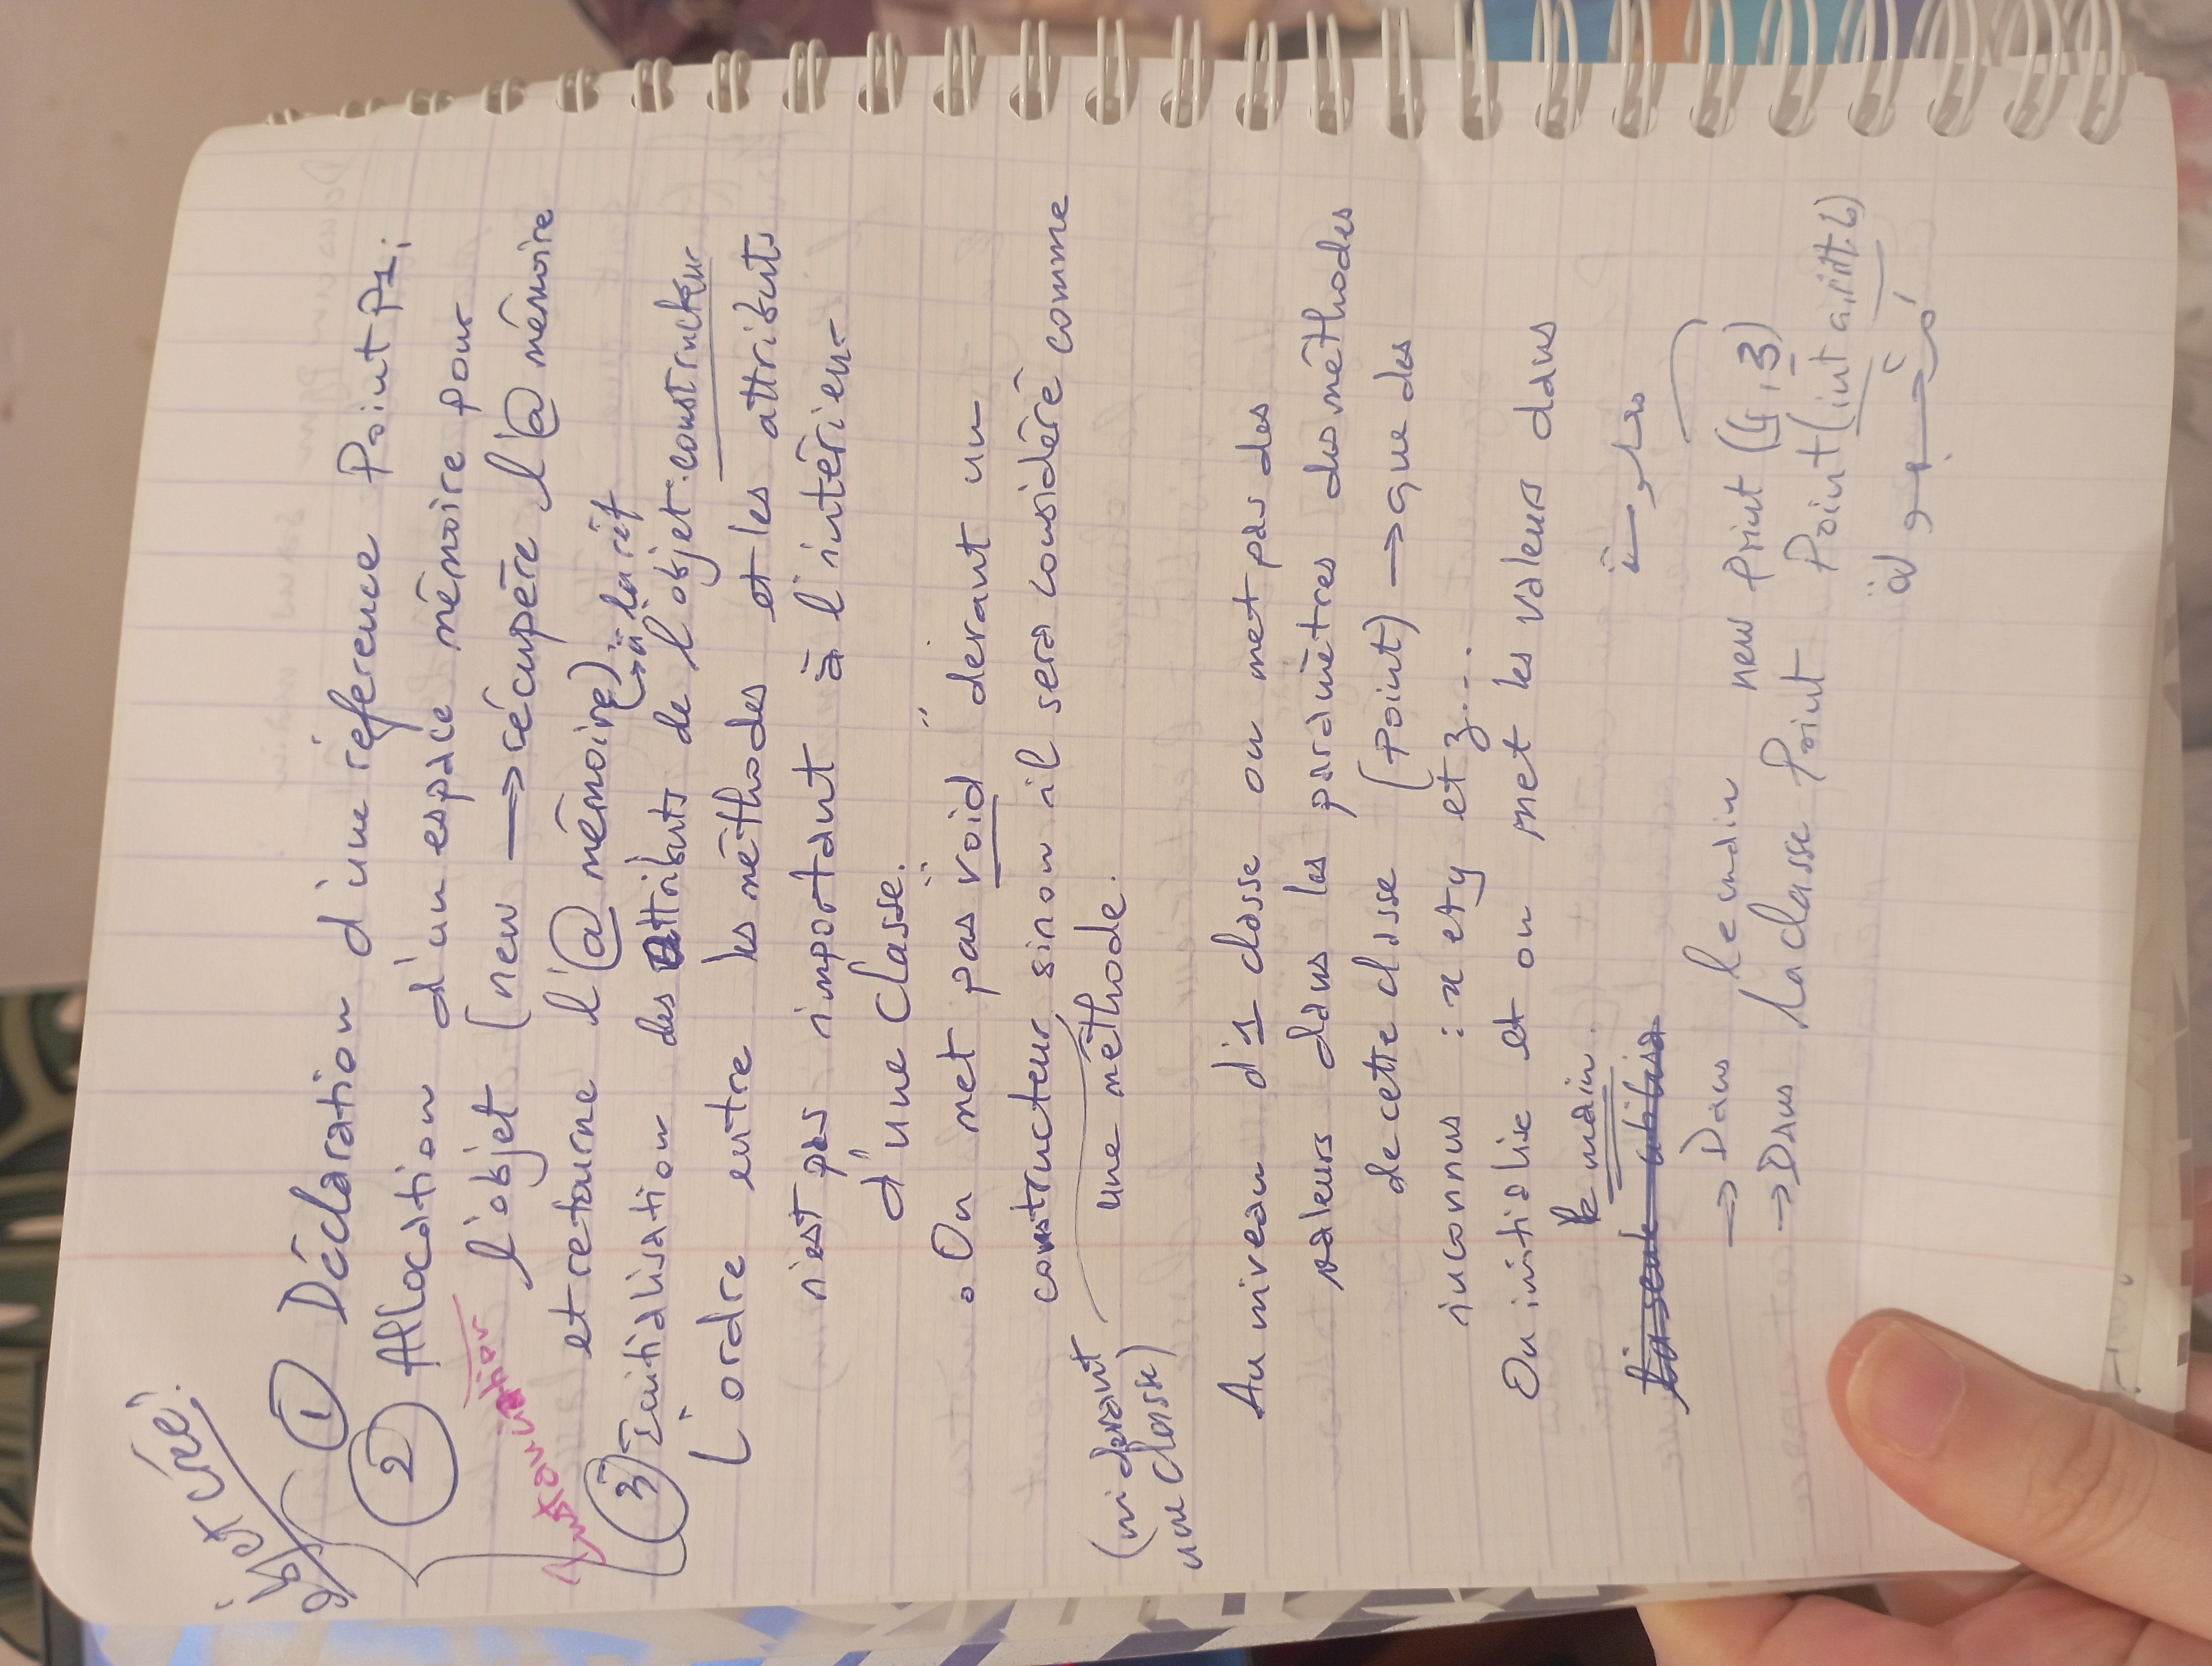 objet crée!
① Déclaration d'une réference Point P1;
② Allocation d'un espace mémoire pour
Instanciation
l'objet (new → récupère l'@ mémoire
et retourne l'@ mémoire).
↳ à la réf
③ Initialisation des attributs de l'objet : constructeur
L'ordre entre les méthodes et les attributs
n'est pas important à l'intérieur
d'une classe.
• On met pas "void" devant un
constructeur, sinon il sera considéré comme
(ni devant
une classe)
une méthode.
Au niveau d'1 classe on met pas des
valeurs dans les paramètres des méthodes
de cette classe (Point) → que des
inconnus : x et y et z...
On initialise et on met les valeurs dans
le main.
la seule utilisa
معلومة
→ Dans le main new Point (4, 3)
→ Dans la classe Point Point(int a, int b)
مَجهولة